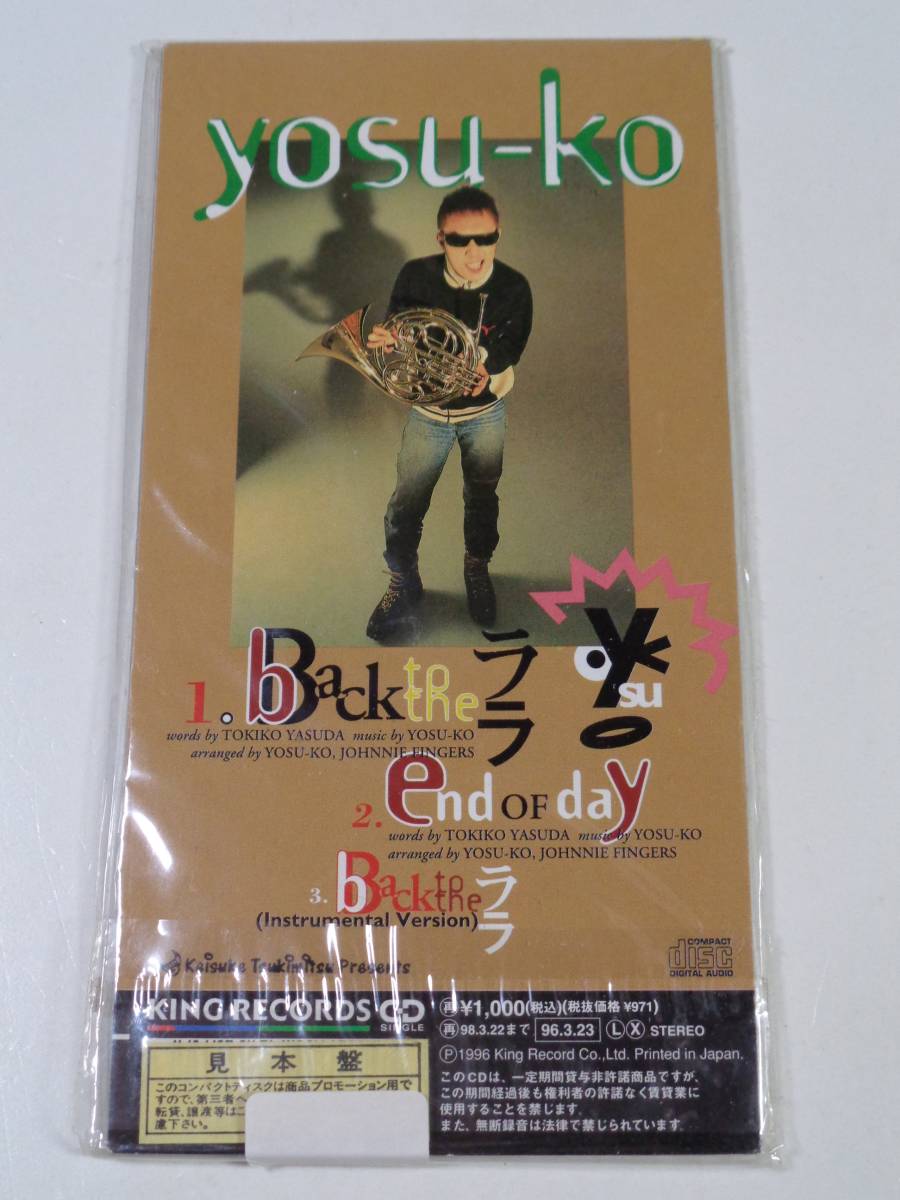 yosu-ko
1. bBack to the ララ
words by TOKIKO YASUDA music by YOSU-KO
arranged by YOSU-KO, JOHNNIE FINGERS
2. end OF day
words by TOKIKO YASUDA music by YOSU-KO
arranged by YOSU-KO, JOHNNIE FINGERS
3. bBack to the ララ
(Instrumental Version)
Keisuke Tsukimitsu Presents
COMPACT
disc
DIGITAL AUDIO
KING RECORDS CD
SINGLE
再¥1,000(税込)(税抜価格 ¥971)
再98.3.22まで 96.3.23 Ⓛ Ⓧ STEREO
Ⓟ1996 King Record Co.,Ltd. Printed in Japan.
このCDは、一定期間貸与非許諾商品ですが、
この期間経過後も権利者の許諾なく賃貸業に
使用することを禁じます。
また、無断録音は法律で禁じられています。
見本盤
このコンパクトディスクは商品プロモーション用で
すので、第三者へ
転貸、譲渡等はご
慮下さい。